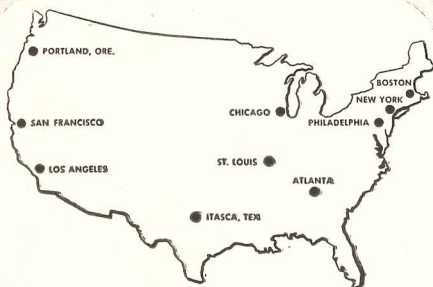 PORTLAND, ORE.
BOSTON
NEW YORK
CHICAGO
PHILADELPHIA
SAN FRANCISCO
ST. LOUIS
LOS ANGELES
ATLANTA
ITASCA, TEX